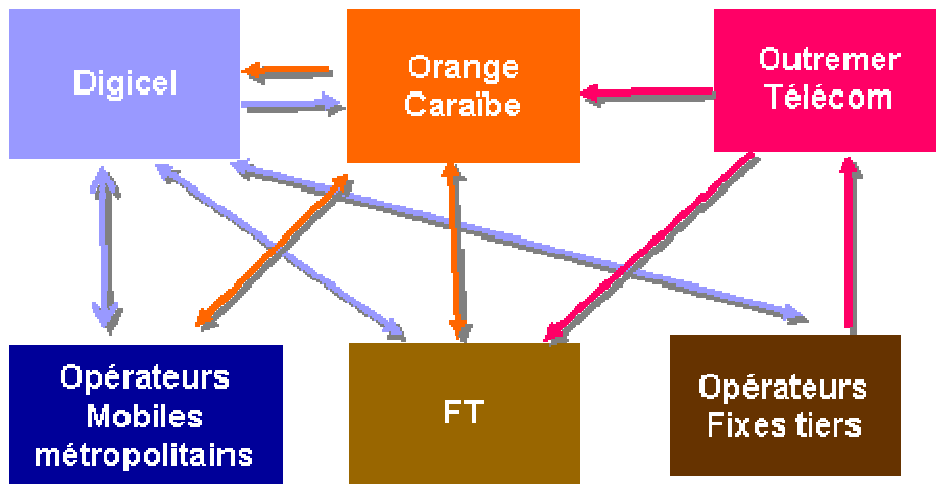 Digicel
Orange
Caraïbe
Outremer
Télécom
Opérateurs
Mobiles
métropolitains
FT
Opérateurs
Fixes tiers